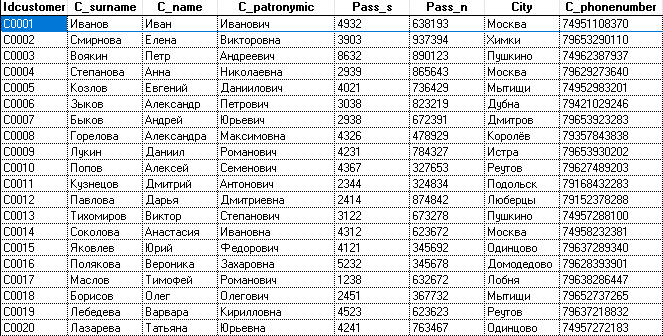 Idcustomer C_surname C_name C_patronymic Pass_s Pass_n City C_phonenumber
C0001 Иванов Иван Иванович 4932 638193 Москва 74951108370
C0002 Смирнова Елена Викторовна 3903 937394 Химки 79653290110
C0003 Воякин Петр Андреевич 8632 890123 Пушкино 74962387937
C0004 Степанова Анна Николаевна 2939 865643 Москва 79629273640
C0005 Козлов Евгений Даниилович 4021 736429 Мытищи 74952983201
C0006 Зыков Александр Петрович 3038 823219 Дубна 79421029246
C0007 Быков Андрей Юрьевич 2938 672391 Дмитров 79653923283
C0008 Горелова Александра Максимовна 4326 478929 Королёв 79357843838
C0009 Лукин Даниил Романович 4231 784327 Истра 79653930202
C0010 Попов Алексей Семенович 4367 327653 Реутов 79627489203
C0011 Кузнецов Дмитрий Антонович 2344 324834 Подольск 79168432283
C0012 Павлова Дарья Дмитриевна 2414 874842 Люберцы 79152378288
C0013 Тихомиров Виктор Степанович 3122 673278 Пушкино 74957288100
C0014 Соколова Анастасия Ивановна 4312 623672 Москва 74958232381
C0015 Яковлев Юрий Федорович 4121 345692 Одинцово 79637289340
C0016 Полякова Вероника Захаровна 5232 345678 Домодедово 79628393901
C0017 Маслов Тимофей Романович 1238 632672 Лобня 79638286447
C0018 Борисов Олег Олегович 2451 367732 Мытищи 79652737265
C0019 Лебедева Варвара Кирилловна 4523 623623 Реутов 79637218832
C0020 Лазарева Татьяна Юрьевна 4241 763467 Одинцово 74957272183